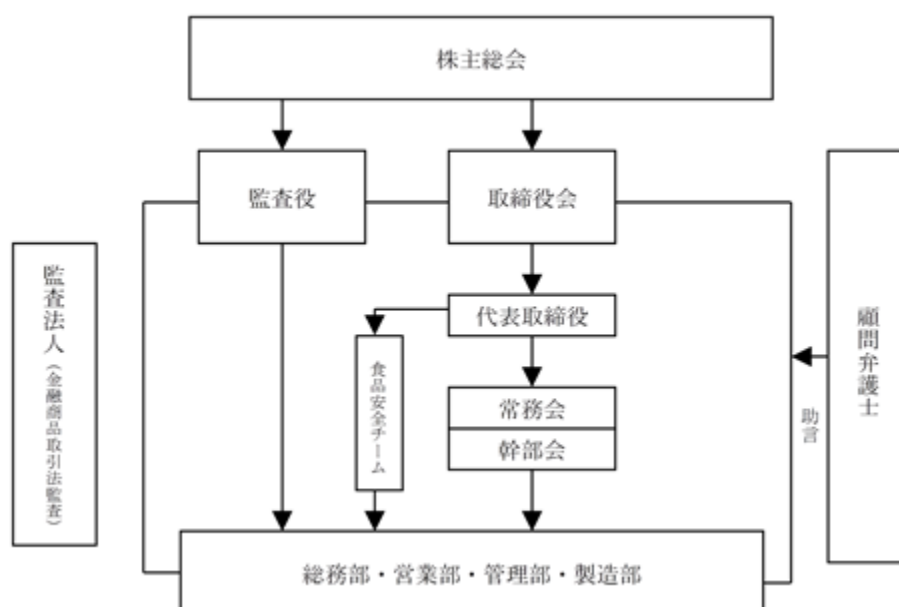 株主総会
監査役
取締役会
監査法人(金融商品取引法監査)
代表取締役
食品安全チーム
常務会
幹部会
顧問弁護士
助言
総務部・営業部・管理部・製造部